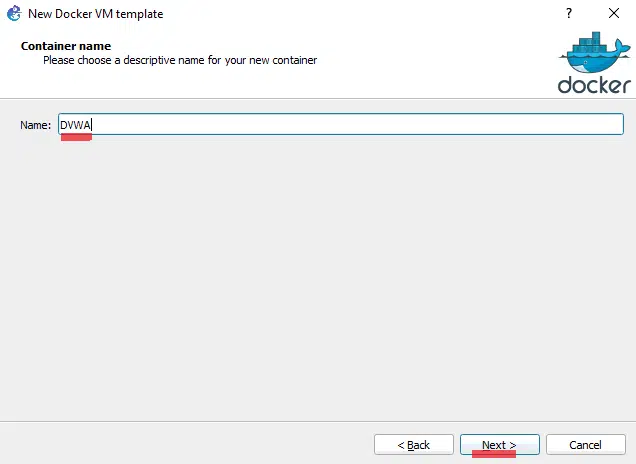 New Docker VM template
?
Container name
Please choose a descriptive name for your new container
docker
Name: DVWA
< Back Next > Cancel